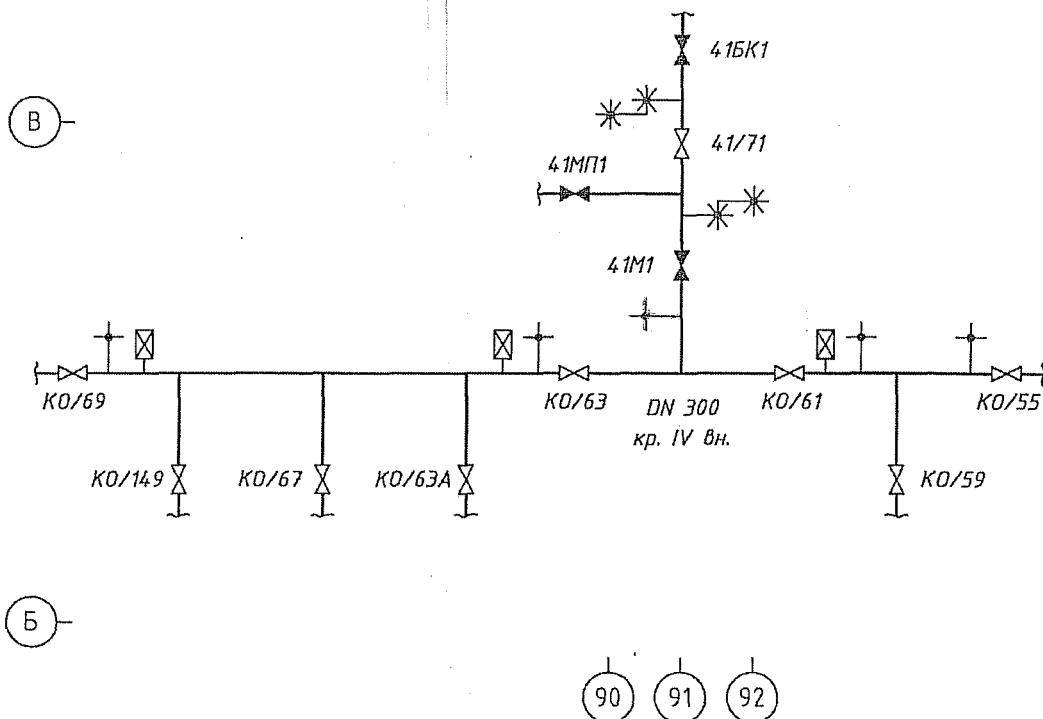 41БК1
В
41/71
41МП1
41М1
КО/69
КО/63
DN 300
кр. IV вн.
КО/61
КО/55
КО/149
КО/67
КО/63А
КО/59
Б
90
91
92